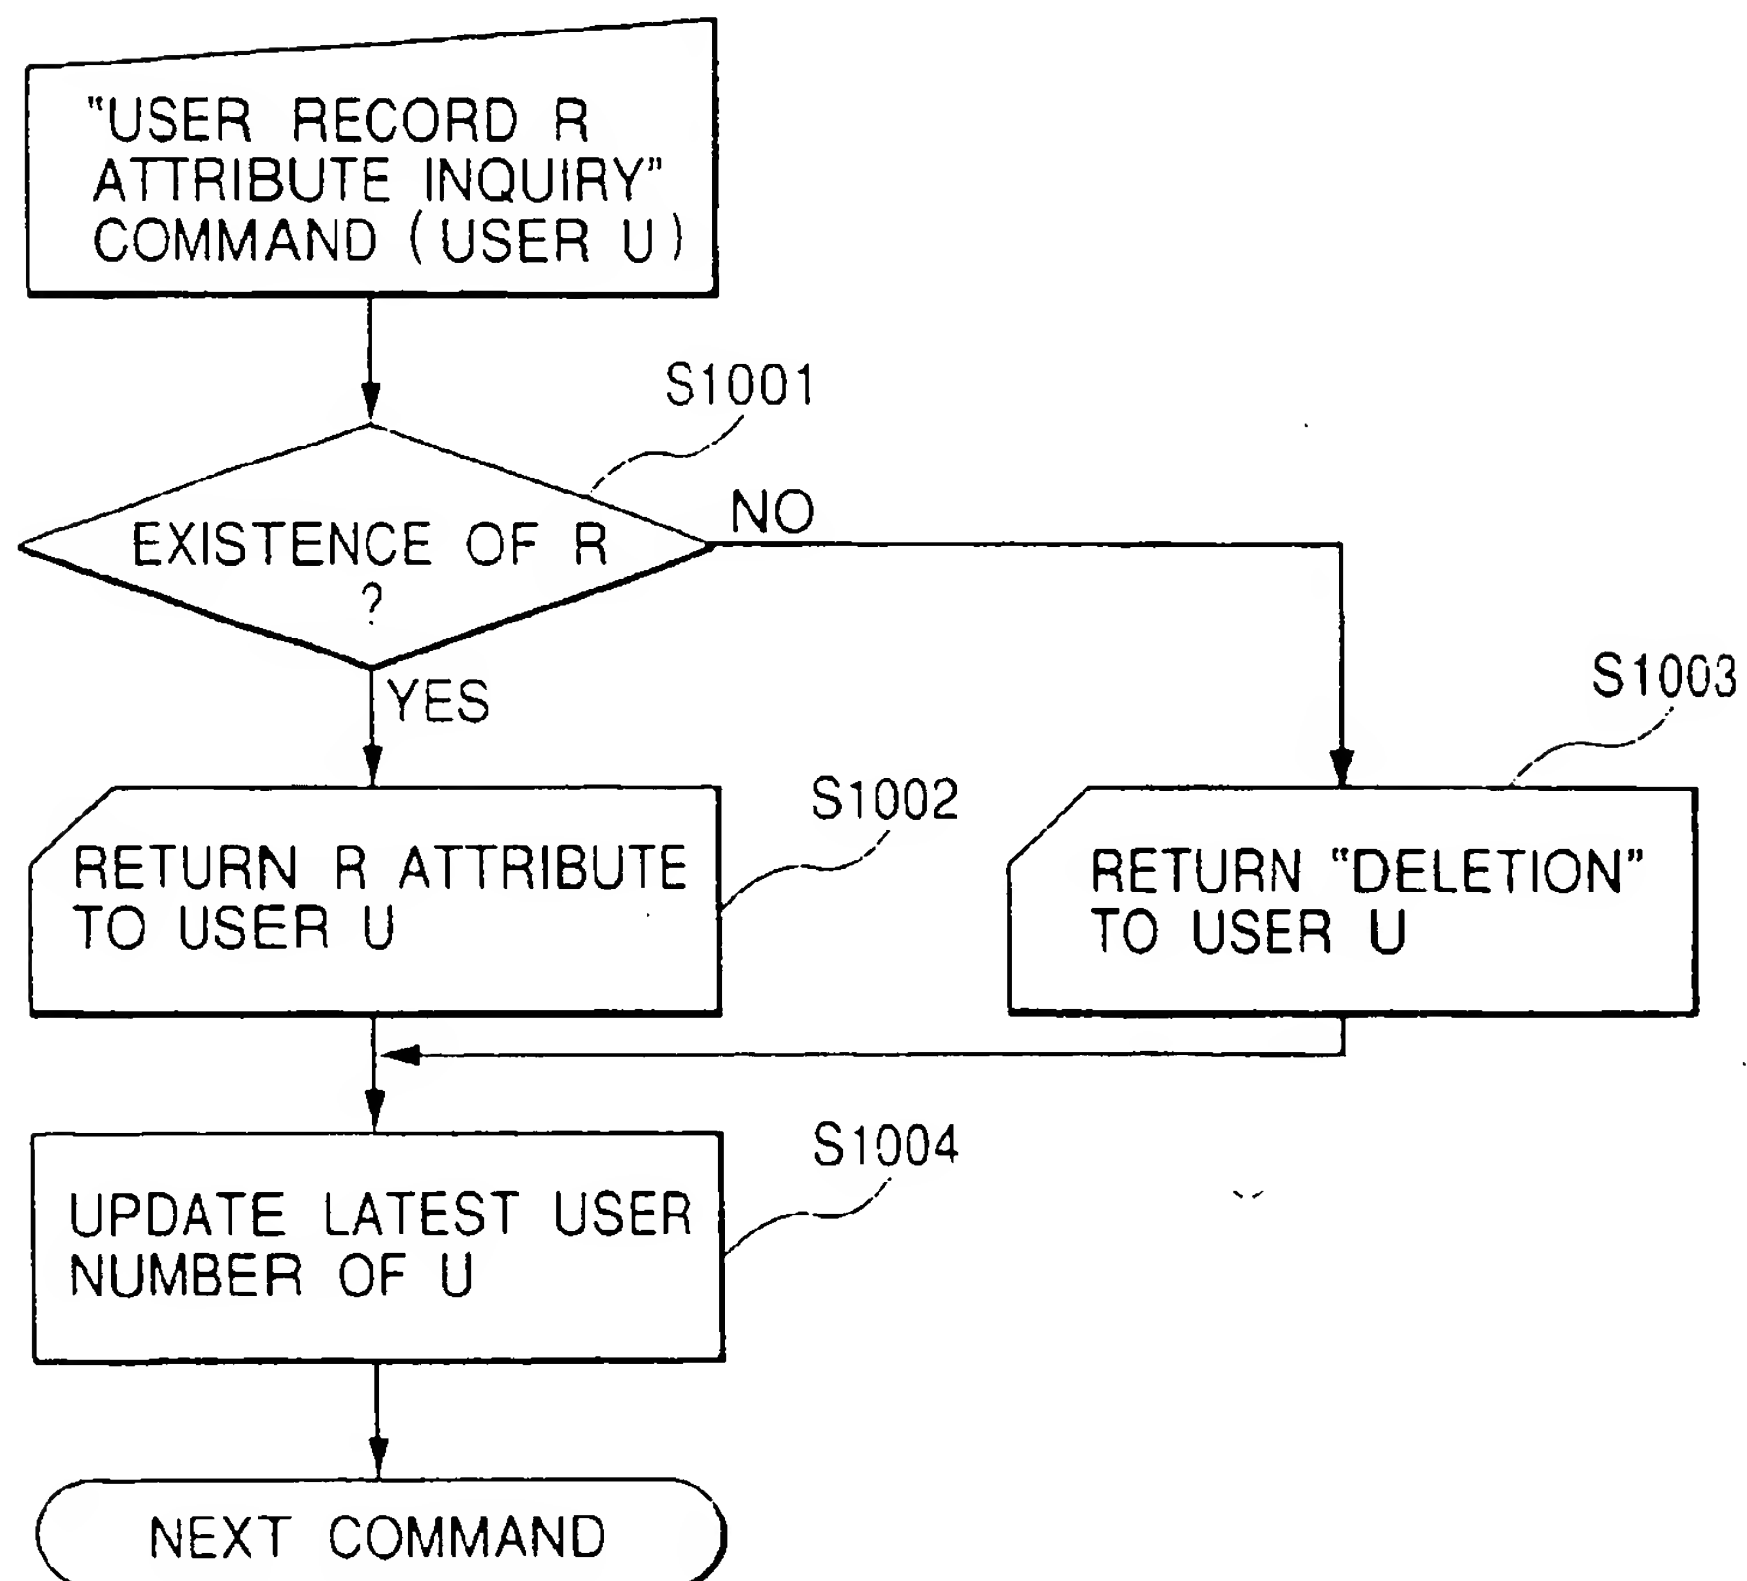 "USER RECORD R
ATTRIBUTE INQUIRY"
COMMAND (USER U)
S1001
EXISTENCE OF R
?
NO
YES
S1002
RETURN R ATTRIBUTE
TO USER U
S1003
RETURN "DELETION"
TO USER U
S1004
UPDATE LATEST USER
NUMBER OF U
NEXT COMMAND